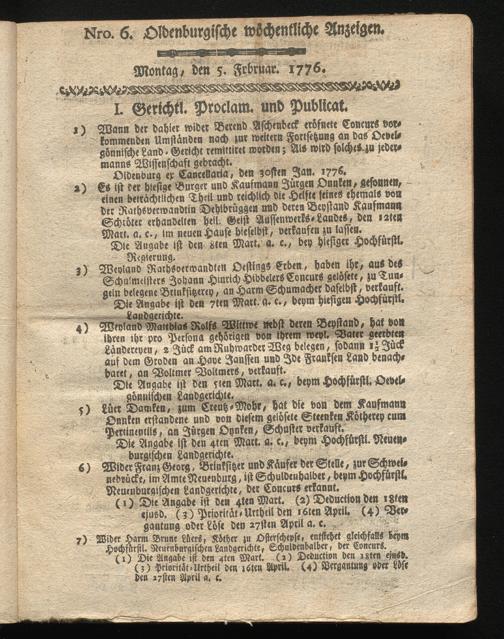 Nro. 6. Oldenburgische wöchentliche Anzeigen.
Montag, den 5. Februar. 1776.
I. Gerichtl. Proclam. und Publicat.
1) Wann der dahier wider Berend Aschenbeck eröfnete Concurs vor-
kommenden Umständen nach zur weitern Fortsetzung an das Oevel-
gönnische Land-Gericht remittiret worden; Als wird solches zu jeder-
manns Wissenschaft gebracht.
Oldenburg ex Cancellaria, den 30sten Jan. 1776.
2) Es ist der hiesige Burger und Kaufmann Jürgen Onnken, gesonnen,
einen beträchtlichen Theil und reichlich die Helfte seines ehemals von
der Rathsverwandtin Dehlbrüggen und deren Beystand Kaufmann
Schröter erhandelten heil. Geist Aussenwerks-Landes, den 12ten
Mart. a. c., im neuen Hause hieselbst, verkaufen zu lassen.
Die Angabe ist den 8ten Mart. a. c., bey hiesiger Hochfürstl.
Regierung.
3) Weyland Rathsverwandten Oestings Erben, haben ihr, aus des
Schulmeisters Johann Hinrich Hiddelers Concurs gelösete, zu Tun-
geln belegene Brinksitzerey, an Harm Schumacher daselbst, verkauft.
Die Angabe ist den 7ten Mart. a. c., beym hiesigen Hochfürstl.
Landgerichte.
4) Weyland Matthias Rolfs Wittwe nebst deren Beystand, hat von
ihren ihr pro Persona gehörigen von ihrem weyl. Vater geerbten
Ländereyen, 2 Jück am Ruhwarder Weg belegen, sodann 1½ Jück
auf dem Groden an Haye Janssen und Ide Franksen Land benach-
baret, an Volimer Volimers, verkauft.
Die Angabe ist den 5ten Mart. a. c., beym Hochfürstl. Oevel-
gönnischen Landgerichte.
5) Lüer Damken, zum Creutz-Mohr, hat die von dem Kaufmann
Onnken erstandene und von diesem gelösete Steenken Kötherey cum
Pertinentiis, an Jürgen Oynken, Schuster verkauft.
Die Angabe ist den 4ten Mart. a. c., beym Hochfürstl. Neuen-
burgischen Landgerichte.
6) Wider Franz Georg, Brinksitzer und Käufer der Stelle, zur Schwei-
nebrücke, im Amte Neuenburg, ist Schuldenhalber, beym Hochfürstl.
Neuenburgischen Landgerichte, der Concurs erkannt.
(1) Die Angabe ist den 4ten Mart. (2) Deduction den 18ten
ejusd. (3) Priorität-Urtheil den 16ten April. (4) Ver-
gantung oder Löse den 27sten April a. c.
7) Wider Harm Brune Lüers, Köther zu Osterscheps, entstehet gleichfalls beym
Hochfürstl. Neuenburgischen Landgerichte, Schuldenhalber, der Concurs.
(1) Die Angabe ist den 4ten Mart. (2) Deduction den 18ten ejusd.
(3) Priorität-Urtheil den 16ten April. (4) Vergantung oder Löse
den 27sten April a. c.